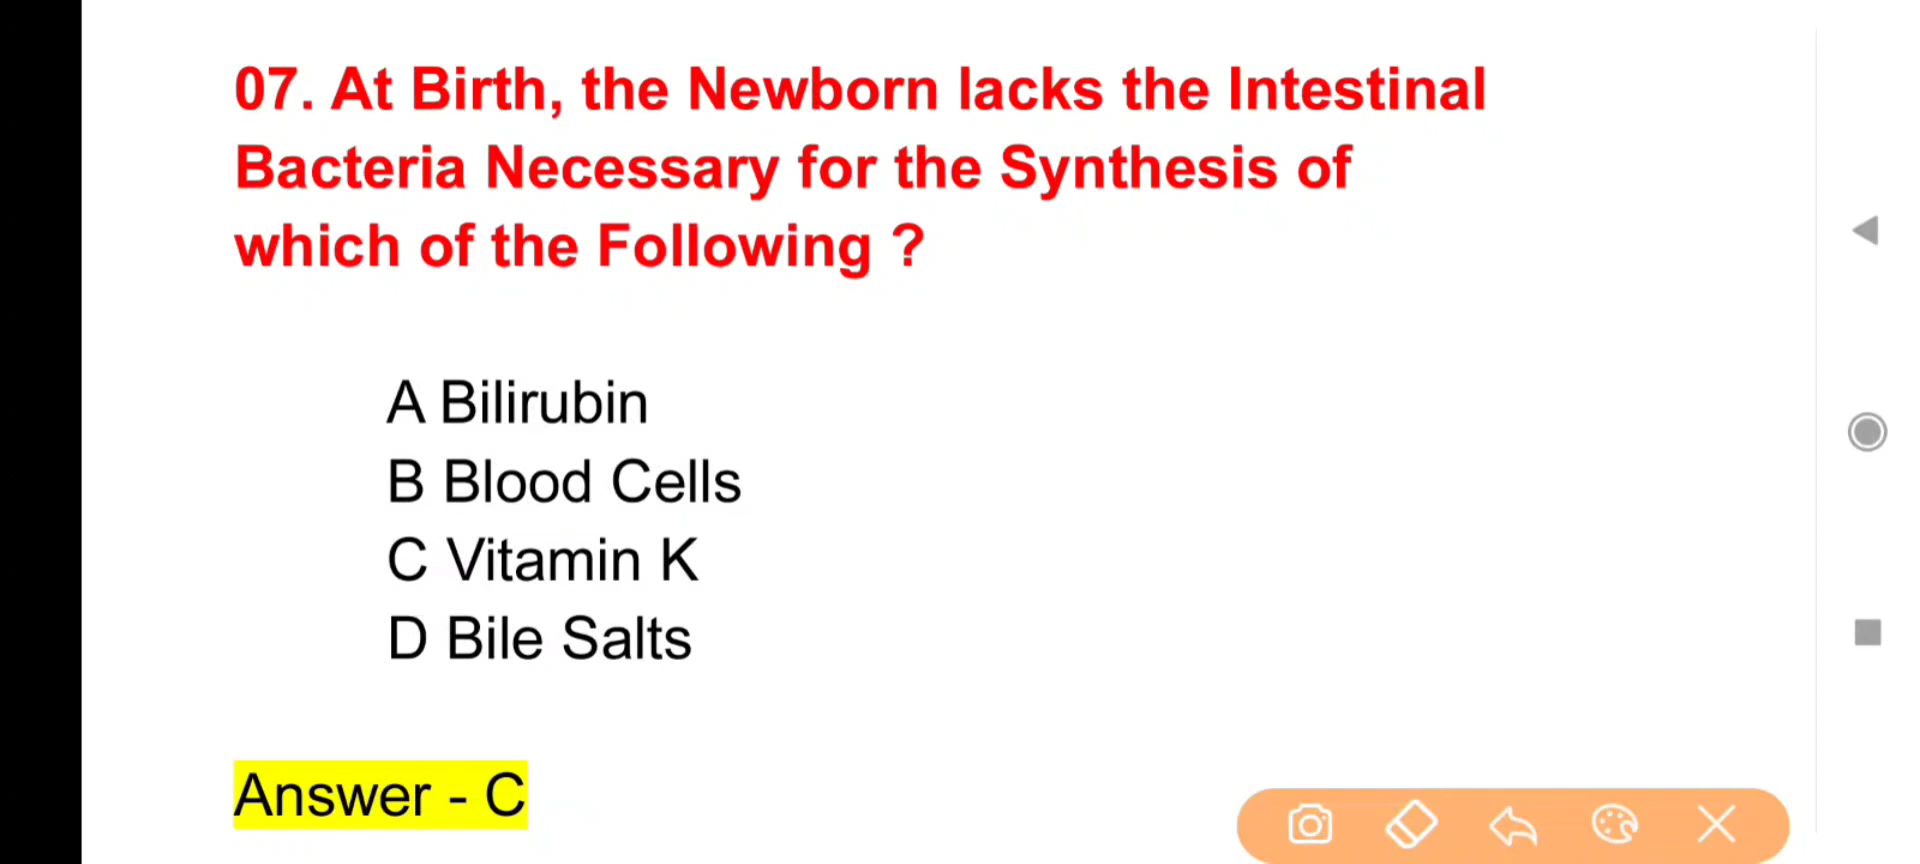 07. At Birth, the Newborn lacks the Intestinal
Bacteria Necessary for the Synthesis of
which of the Following ?
A Bilirubin
B Blood Cells
C Vitamin K
D Bile Salts
Answer - C